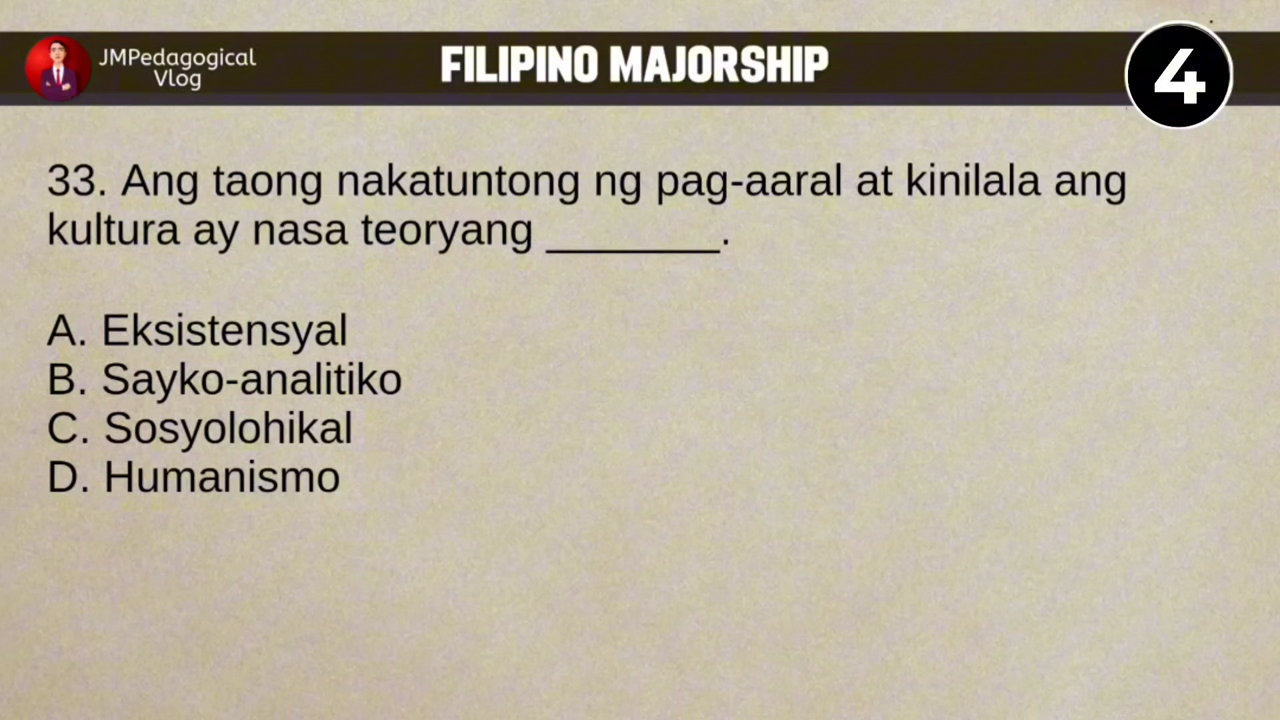 JMPedagogical
Vlog
FILIPINO MAJORSHIP
4
33. Ang taong nakatuntong ng pag-aaral at kinilala ang
kultura ay nasa teoryang _______.
A. Eksistensyal
B. Sayko-analitiko
C. Sosyolohikal
D. Humanismo